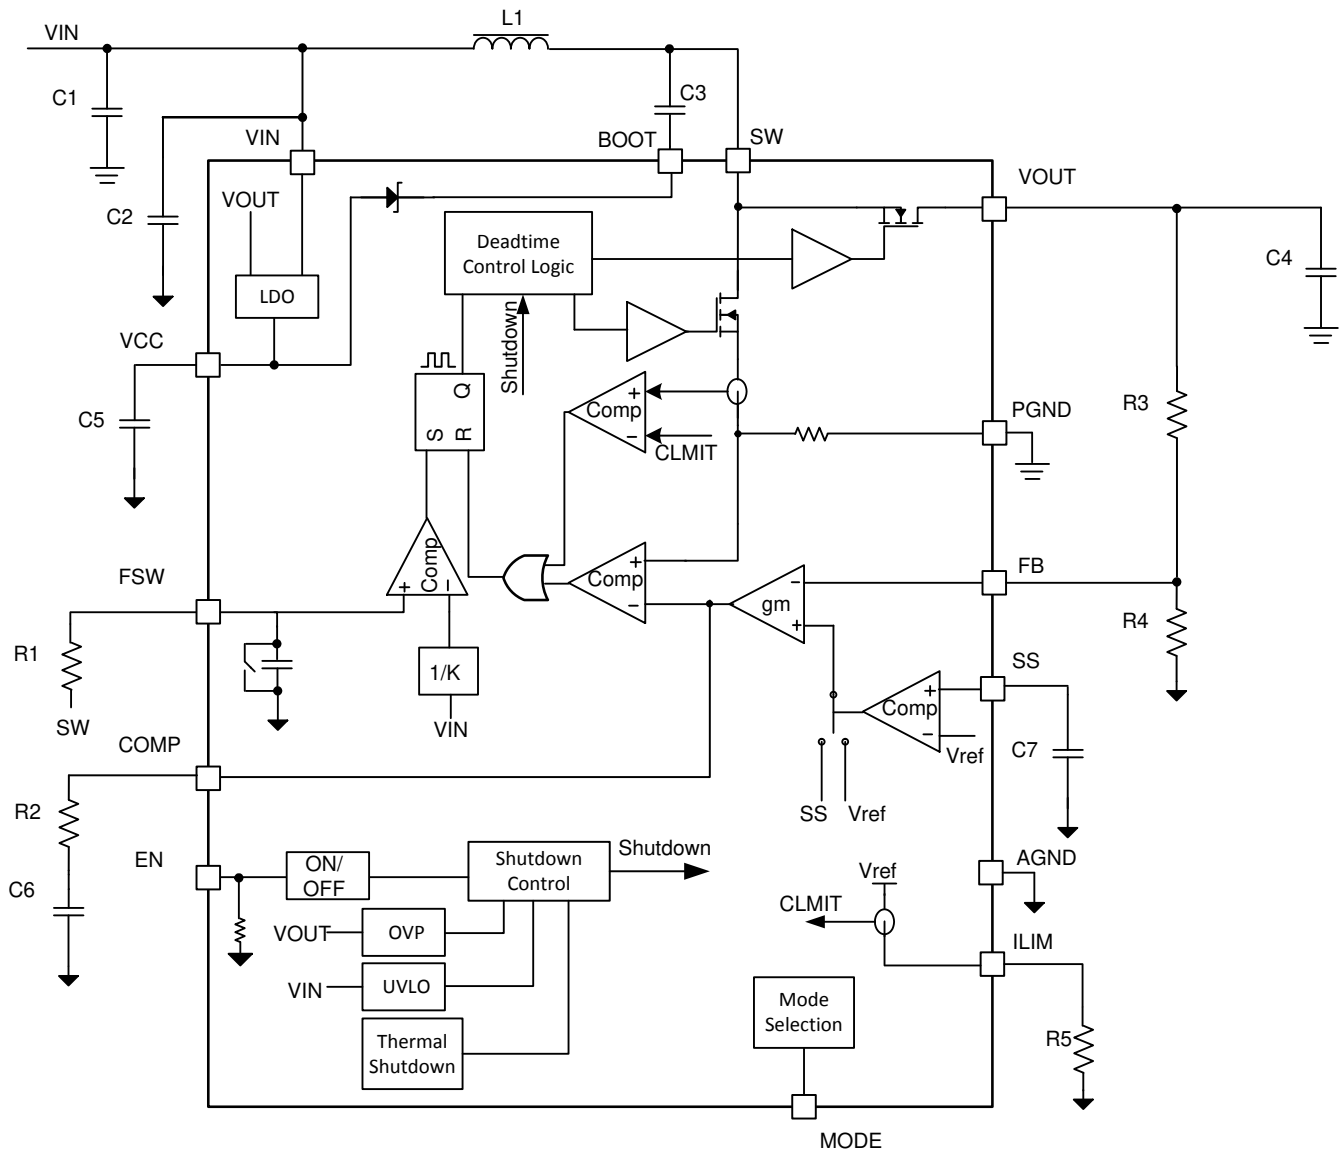 VIN
L1
C1
C3
VIN
BOOT
SW
VOUT
VOUT
C2
Deadtime
Control Logic
C4
LDO
VCC
Shutdown
C5
S
R
Q
Comp
+
−
CLMIT
PGND
R3
FSW
Comp
+
−
Comp
+
−
gm
−
+
FB
R4
R1
SW
1/K
VIN
SS
Comp
+
−
Vref
C7
SS
Vref
COMP
R2
C6
EN
ON/
OFF
Shutdown
Control
Shutdown
VOUT
OVP
VIN
UVLO
Thermal
Shutdown
Vref
CLMIT
AGND
ILIM
Mode
Selection
R5
MODE